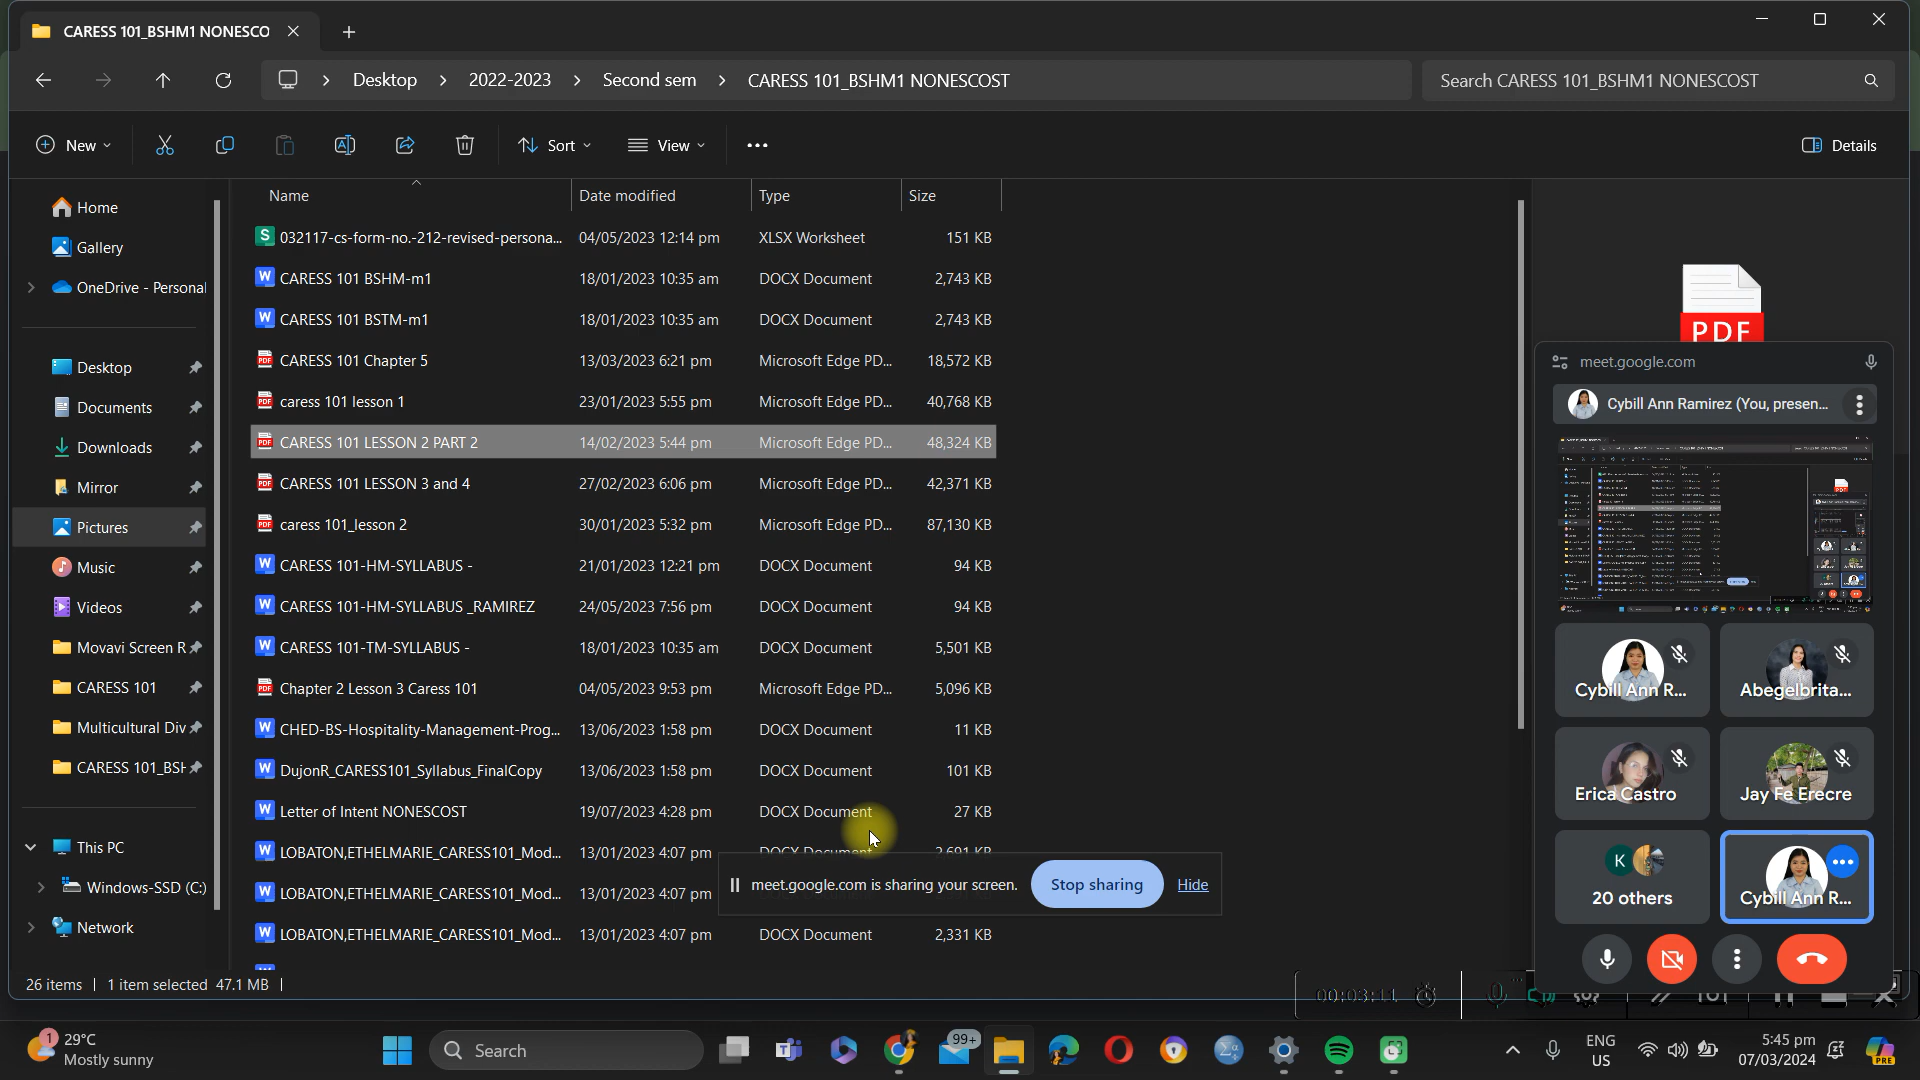 CARESS 101_BSHM1 NONESCO
Desktop > 2022-2023 > Second sem > CARESS 101_BSHM1 NONESCOST
Search CARESS 101_BSHM1 NONESCOST
New Sort View Details
Home
Gallery
OneDrive - Personal
Desktop
Documents
Downloads
Mirror
Pictures
Music
Videos
Movavi Screen R
CARESS 101
Multicultural Div
CARESS 101_BSH
This PC
Windows-SSD (C:)
Network
Name Date modified Type Size
032117-cs-form-no.-212-revised-persona... 04/05/2023 12:14 pm XLSX Worksheet 151 KB
CARESS 101 BSHM-m1 18/01/2023 10:35 am DOCX Document 2,743 KB
CARESS 101 BSTM-m1 18/01/2023 10:35 am DOCX Document 2,743 KB
CARESS 101 Chapter 5 13/03/2023 6:21 pm Microsoft Edge PD... 18,572 KB
caress 101 lesson 1 23/01/2023 5:55 pm Microsoft Edge PD... 40,768 KB
CARESS 101 LESSON 2 PART 2 14/02/2023 5:44 pm Microsoft Edge PD... 48,324 KB
CARESS 101 LESSON 3 and 4 27/02/2023 6:06 pm Microsoft Edge PD... 42,371 KB
caress 101_lesson 2 30/01/2023 5:32 pm Microsoft Edge PD... 87,130 KB
CARESS 101-HM-SYLLABUS - 21/01/2023 12:21 pm DOCX Document 94 KB
CARESS 101-HM-SYLLABUS _RAMIREZ 24/05/2023 7:56 pm DOCX Document 94 KB
CARESS 101-TM-SYLLABUS - 18/01/2023 10:35 am DOCX Document 5,501 KB
Chapter 2 Lesson 3 Caress 101 04/05/2023 9:53 pm Microsoft Edge PD... 5,096 KB
CHED-BS-Hospitality-Management-Prog... 13/06/2023 1:58 pm DOCX Document 11 KB
DujonR_CARESS101_Syllabus_FinalCopy 13/06/2023 1:58 pm DOCX Document 101 KB
Letter of Intent NONESCOST 19/07/2023 4:28 pm DOCX Document 27 KB
LOBATON,ETHELMARIE_CARESS101_Mod... 13/01/2023 4:07 pm DOCX Document
LOBATON,ETHELMARIE_CARESS101_Mod... 13/01/2023 4:07 pm
LOBATON,ETHELMARIE_CARESS101_Mod... 13/01/2023 4:07 pm DOCX Document 2,331 KB
meet.google.com is sharing your screen. Stop sharing Hide
PDF
meet.google.com
Cybill Ann Ramirez (You, presen...
Cybill Ann R...
Abegelbrita...
Erica Castro
Jay Fe Erecre
K
20 others
Cybill Ann R...
26 items 1 item selected 47.1 MB
00:03:11
1
29°C
Mostly sunny
Search
99+
ENG
US
5:45 pm
07/03/2024
PRE